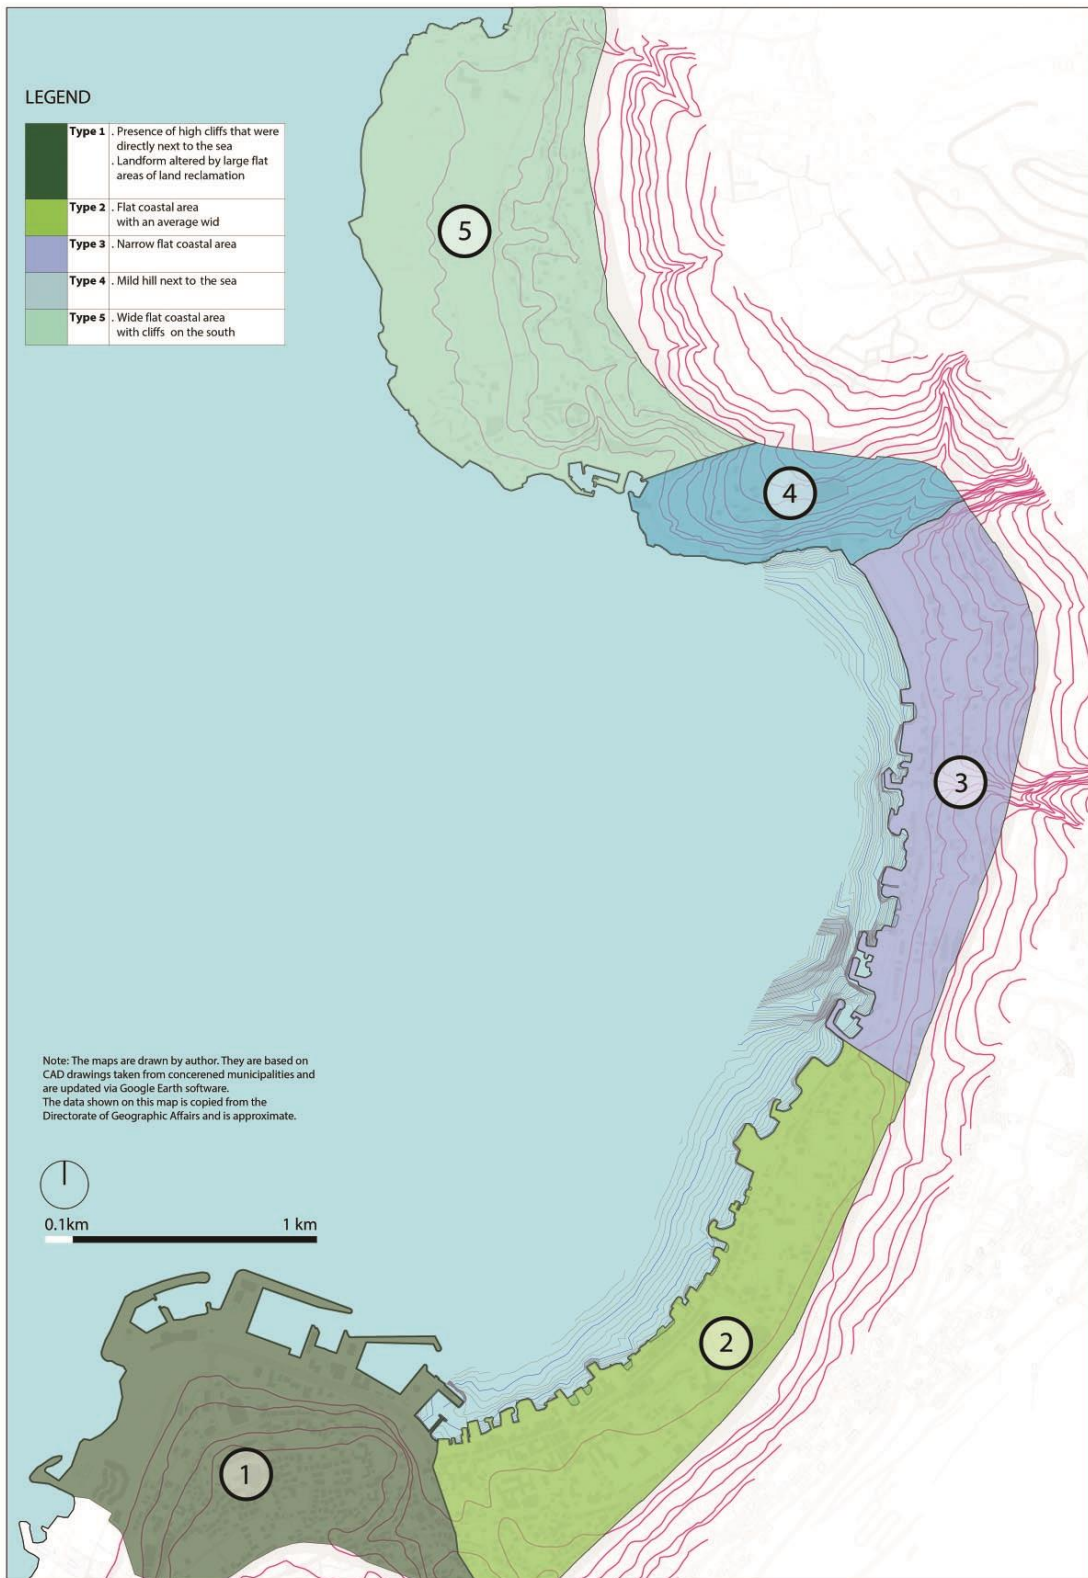 LEGEND
Type 1 . Presence of high cliffs that were
directly next to the sea
. Landform altered by large flat
areas of land reclamation
Type 2 . Flat coastal area
with an average wid
Type 3 . Narrow flat coastal area
Type 4 . Mild hill next to the sea
Type 5 . Wide flat coastal area
with cliffs on the south
5
4
3
Note: The maps are drawn by author. They are based on
CAD drawings taken from concerened municipalities and
are updated via Google Earth software.
The data shown on this map is copied from the
Directorate of Geographic Affairs and is approximate.
0.1km 1 km
2
1